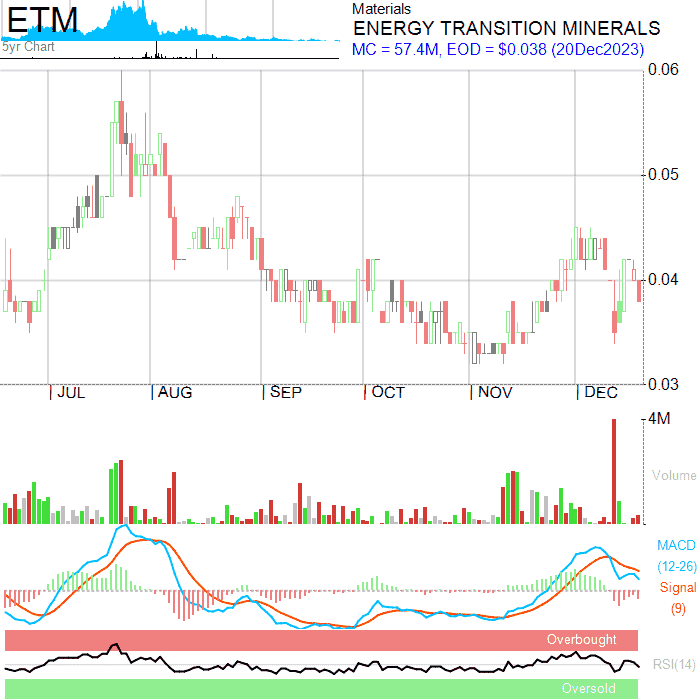 ETM
5yr Chart
Materials
ENERGY TRANSITION MINERALS
MC = 57.4M, EOD = $0.038 (20Dec2023)
0.06
0.05
0.04
0.03
JUL AUG SEP OCT NOV DEC
4M
Volume
MACD
(12-26)
Signal
(9)
Overbought
RSI(14)
Oversold